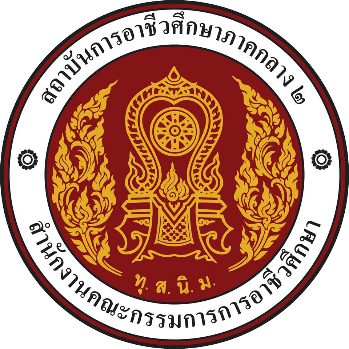 สถาบันการอาชีวศึกษาภาคกลาง ๒
ทุ. ส. นิ. ม.
สำนักงานคณะกรรมการการอาชีวศึกษา